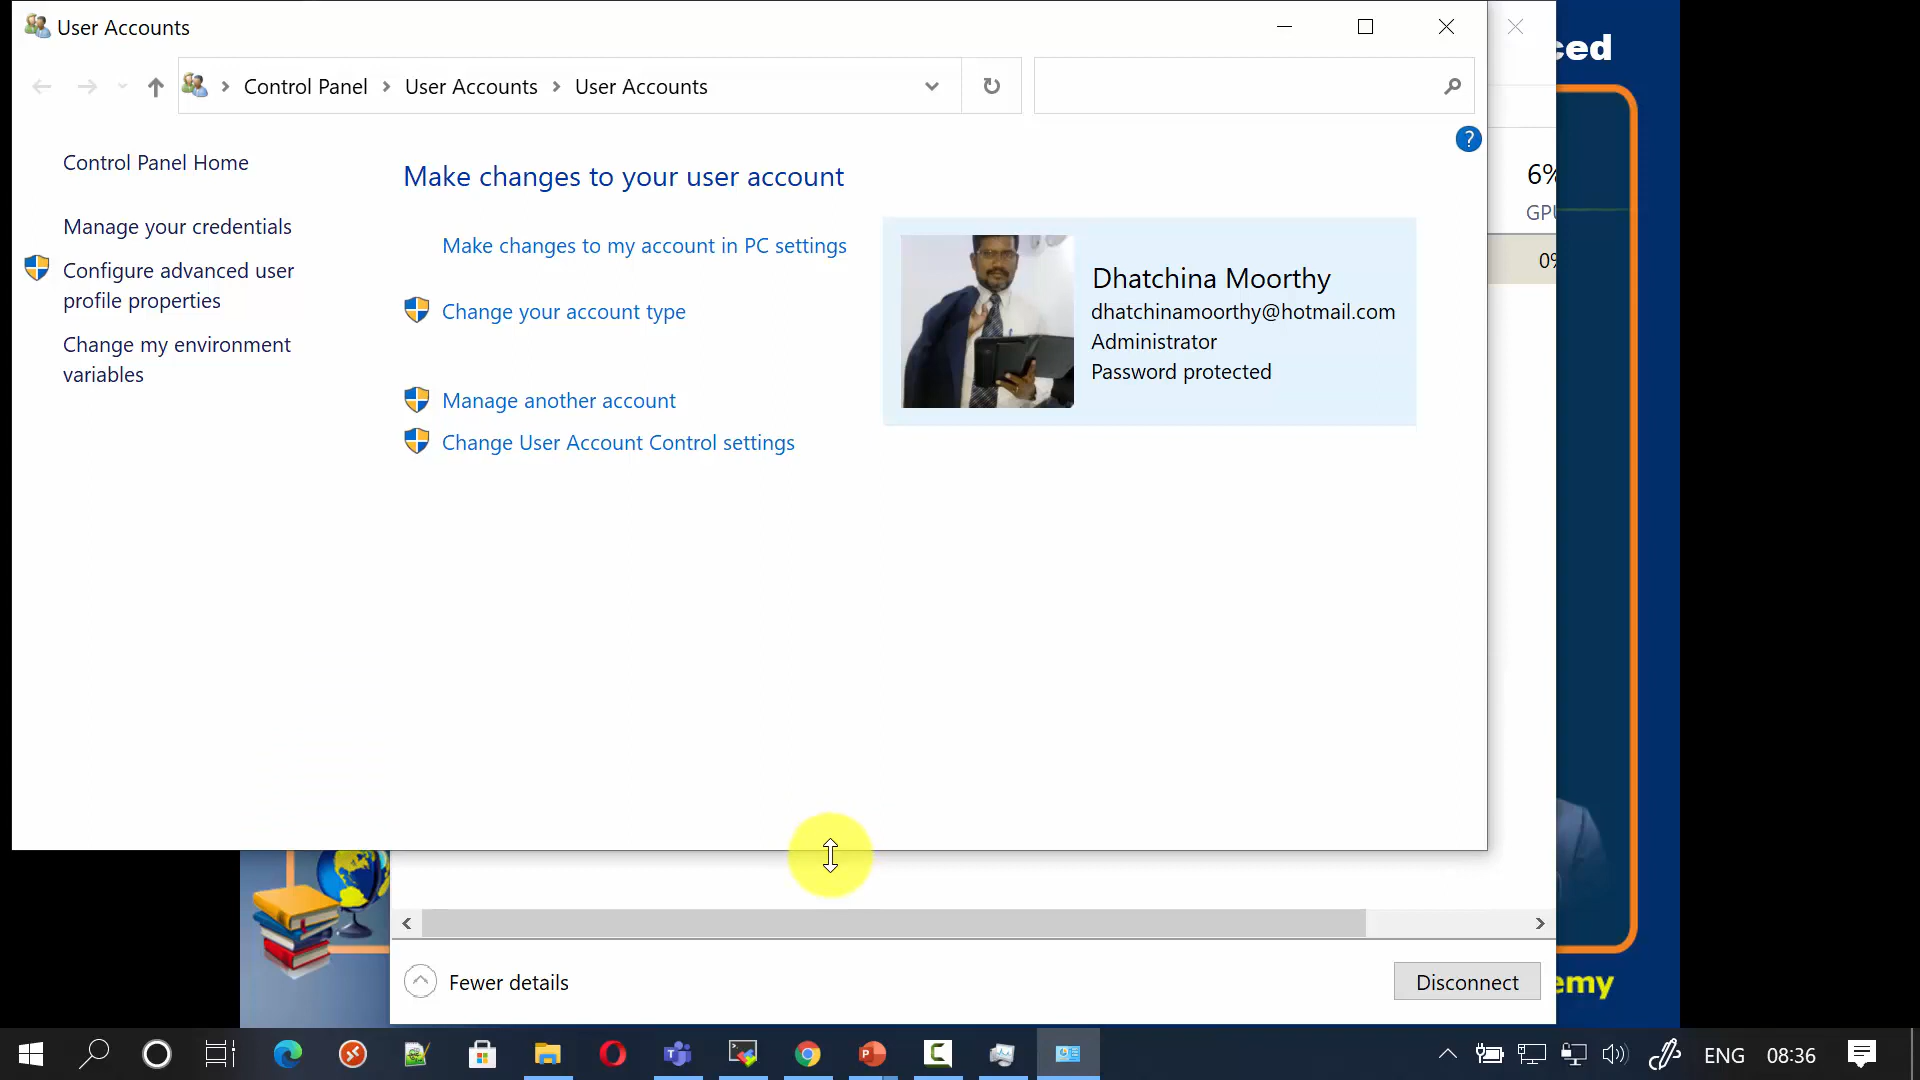 User Accounts
Control Panel
User Accounts
User Accounts
Control Panel Home
Manage your credentials
Configure advanced user
profile properties
Change my environment
variables
Make changes to your user account
Make changes to my account in PC settings
Change your account type
Manage another account
Change User Account Control settings
Dhatchina Moorthy
dhatchinamoorthy@hotmail.com
Administrator
Password protected
?
6%
0%
Fewer details
Disconnect
ENG
08:36